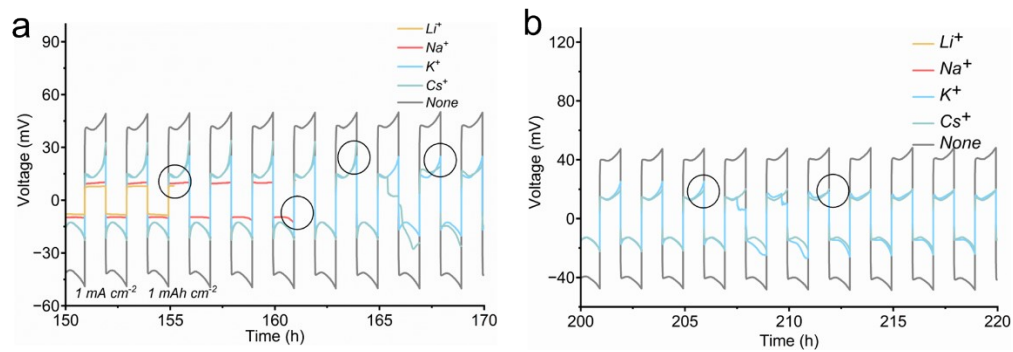 a
Voltage (mV)
90
60
30
0
-30
-60
Li+
Na+
K+
Cs+
None
1 mA cm-2 1 mAh cm-2
150 155 160 165 170
Time (h)
b
Voltage (mV)
120
80
40
0
-40
Li+
Na+
K+
Cs+
None
200 205 210 215 220
Time (h)